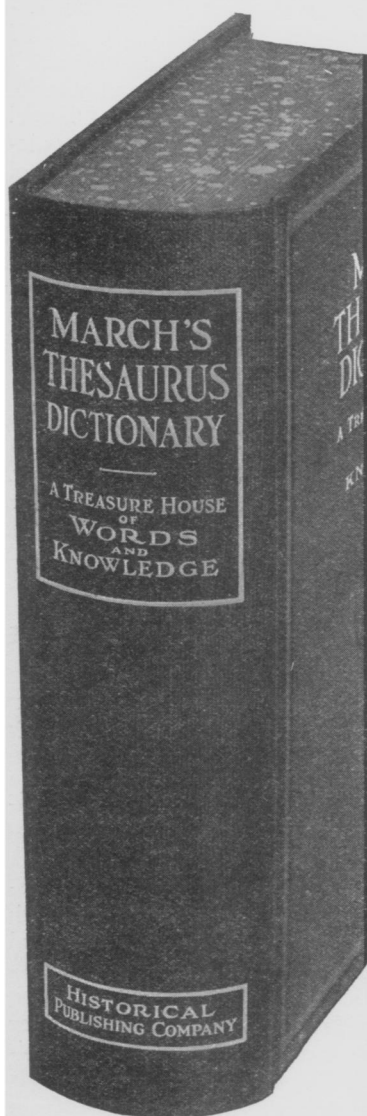 MARCH'S
THESAURUS
DICTIONARY
A TREASURE HOUSE
OF
WORDS
AND
KNOWLEDGE
HISTORICAL
PUBLISHING COMPANY